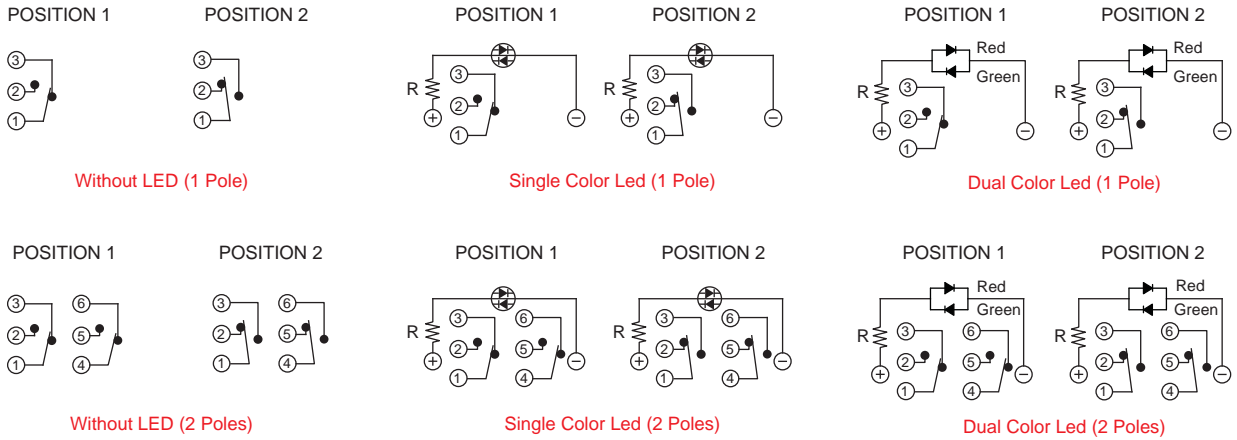 POSITION 1
POSITION 2
POSITION 1
POSITION 2
POSITION 1
POSITION 2
3
2
1
3
2
1
R
+
3
2
1
−
R
+
3
2
1
−
Red
Green
R
+
3
2
1
−
Red
Green
R
+
3
2
1
−
Without LED (1 Pole)
Single Color Led (1 Pole)
Dual Color Led (1 Pole)
POSITION 1
POSITION 2
POSITION 1
POSITION 2
POSITION 1
POSITION 2
3
6
2
5
1
4
3
6
2
5
1
4
R
+
3
6
2
5
1
4
−
R
+
3
6
2
5
1
4
−
Red
Green
R
+
3
6
2
5
1
4
−
Red
Green
R
+
3
6
2
5
1
4
−
Without LED (2 Poles)
Single Color Led (2 Poles)
Dual Color Led (2 Poles)